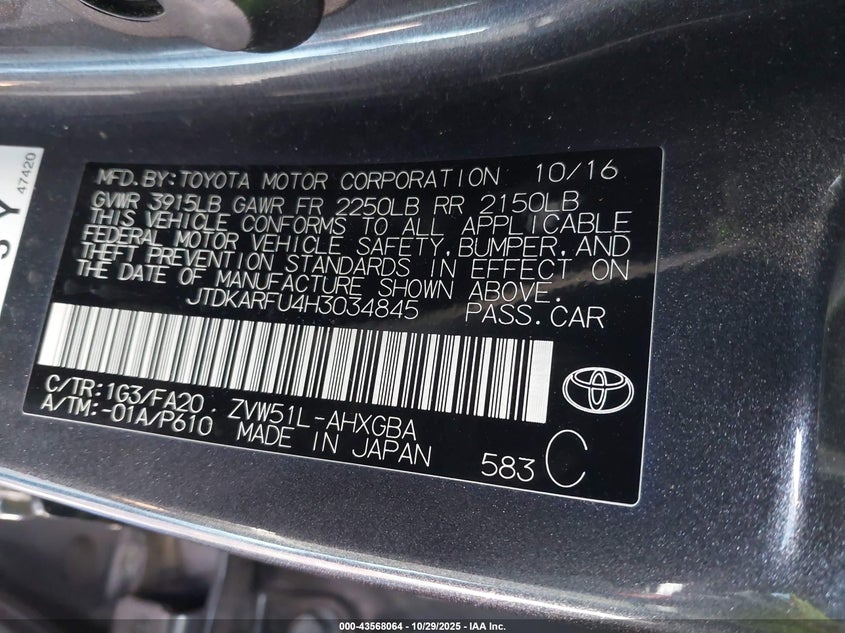 47420
MFD.BY:TOYOTA MOTOR CORPORATION 10/16
GVWR 3915LB GAWR FR 2250LB RR 2150LB
THIS VEHICLE CONFORMS TO ALL APPLICABLE
FEDERAL MOTOR VEHICLE SAFETY,BUMPER,AND
THEFT PREVENTION STANDARDS IN EFFECT ON
THE DATE OF MANUFACTURE SHOWN ABOVE.
JTDKARFU4H3034845 PASS.CAR
C/TR:1G3/FA20 ZVW51L-AHXGBA
A/TM:-01A/P610 MADE IN JAPAN
583 C
000-43568064 - 10/29/2025 - IAA Inc.